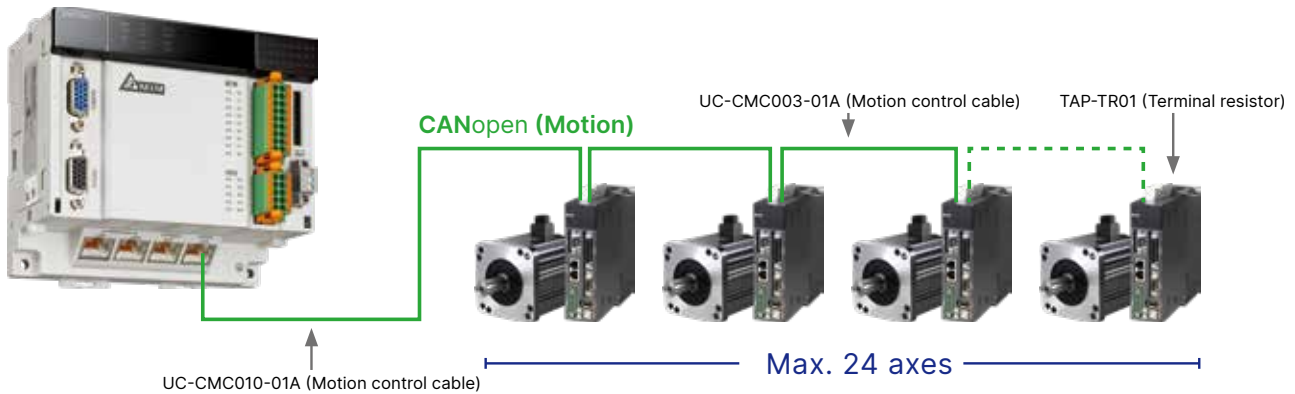 UC-CMC003-01A (Motion control cable)
TAP-TR01 (Terminal resistor)
CANopen (Motion)
Max. 24 axes
UC-CMC010-01A (Motion control cable)